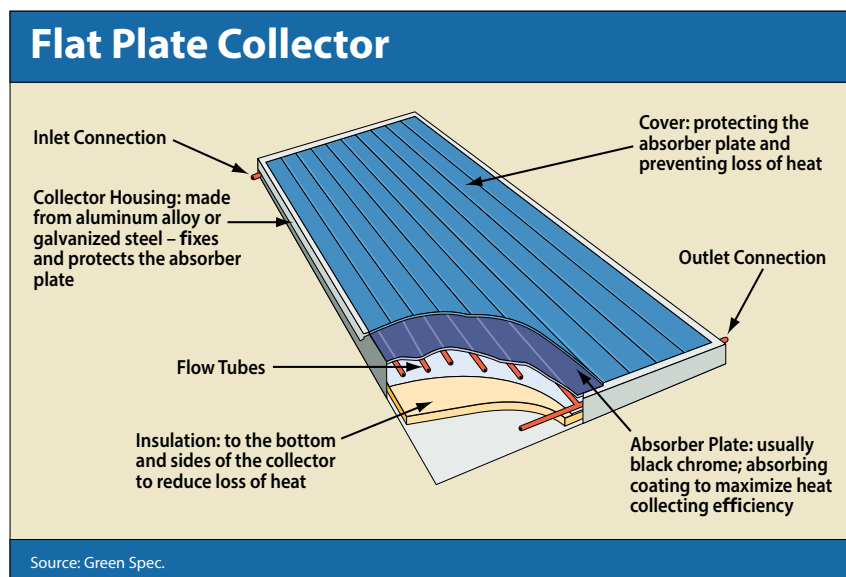 Flat Plate Collector
Inlet Connection
Collector Housing: made
from aluminum alloy or
galvanized steel – fixes
and protects the absorber
plate
Cover: protecting the
absorber plate and
preventing loss of heat
Outlet Connection
Flow Tubes
Insulation: to the bottom
and sides of the collector
to reduce loss of heat
Absorber Plate: usually
black chrome; absorbing
coating to maximize heat
collecting efficiency
Source: Green Spec.